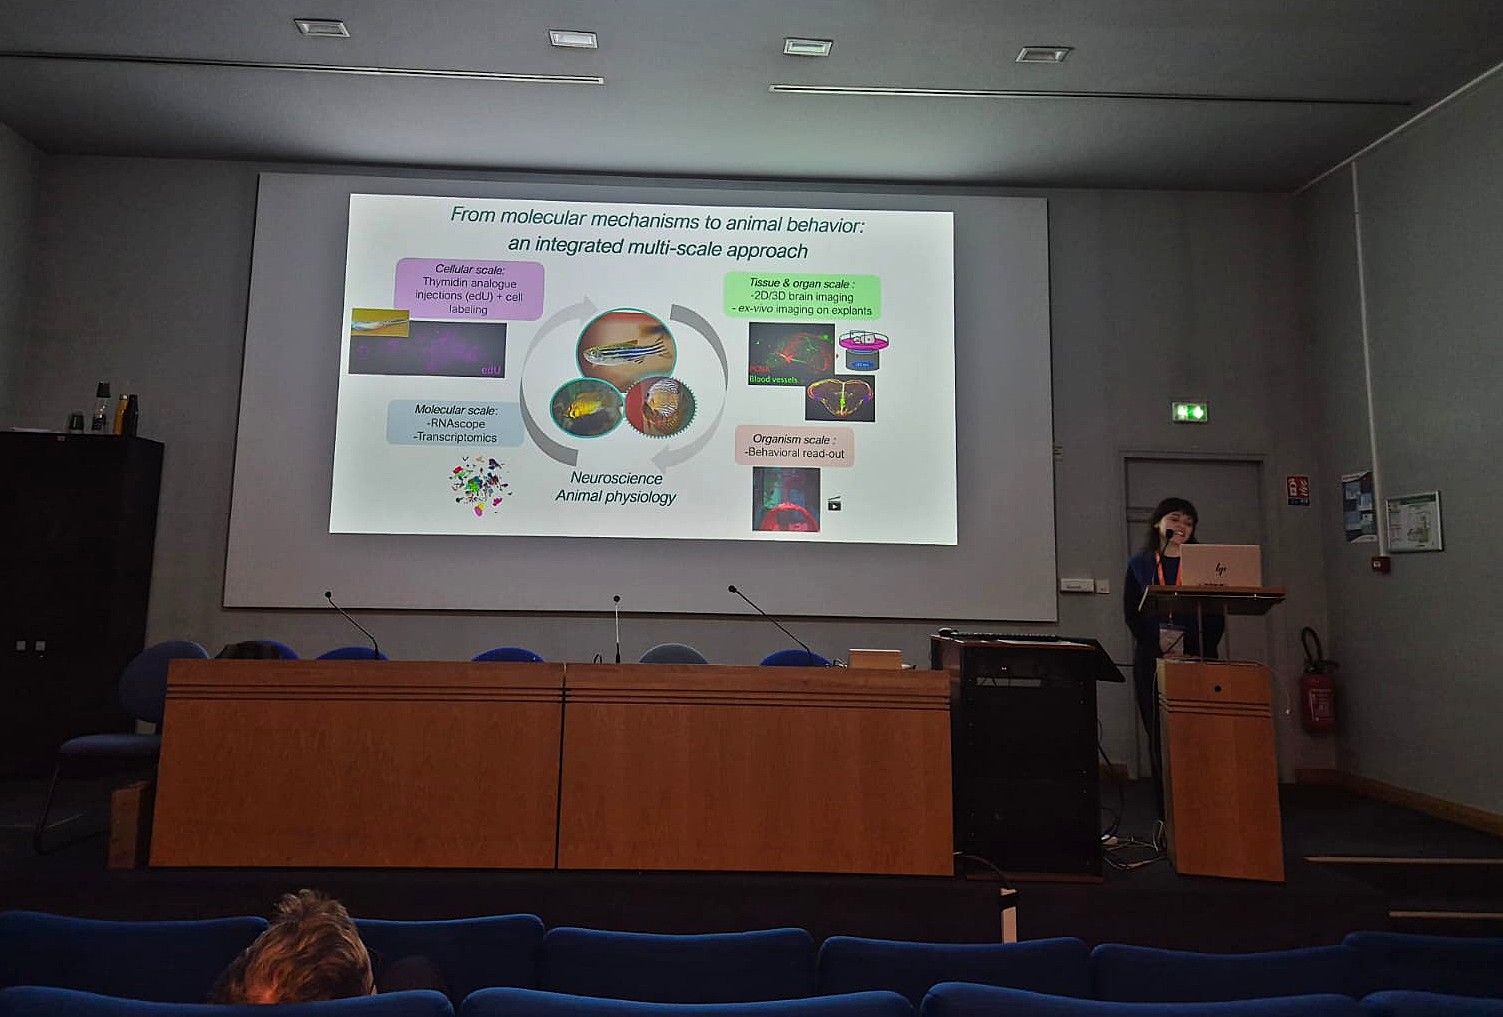 From molecular mechanisms to animal behavior:
an integrated multi-scale approach
Cellular scale:
Thymidin analogue
injections (edU) + cell
labeling
edU
Molecular scale:
-RNAscope
-Transcriptomics
Neuroscience
Animal physiology
Tissue & organ scale :
-2D/3D brain imaging
- ex-vivo imaging on explants
PCNA
Blood vessels
Organism scale :
-Behavioral read-out
hp